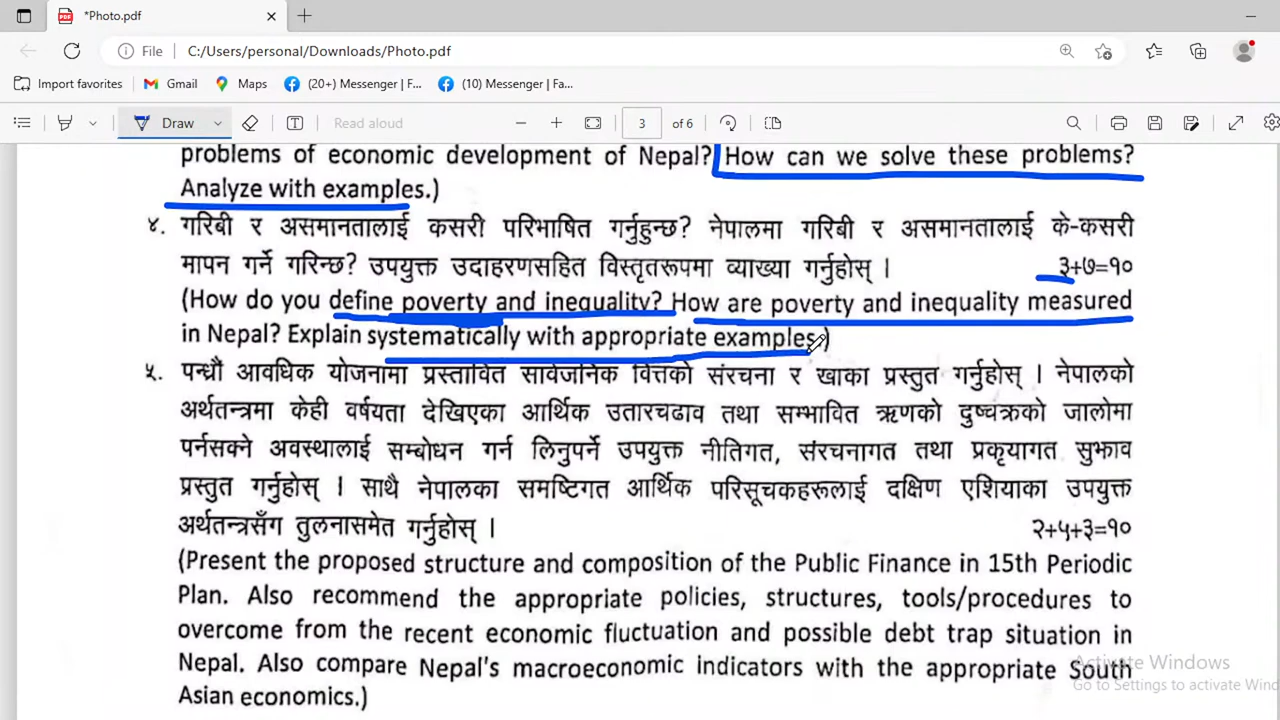 *Photo.pdf
File C:/Users/personal/Downloads/Photo.pdf
Import favorites Gmail Maps (20+) Messenger | F... (10) Messenger | Fa...
Draw Read aloud 3 of 6
problems of economic development of Nepal? How can we solve these problems?
Analyze with examples.)
४. गरिबी र असमानतालाई कसरी परिभाषित गर्नुहुन्छ? नेपालमा गरिबी र असमानतालाई के-कसरी
मापन गर्ने गरिन्छ? उपयुक्त उदाहरणसहित विस्तृतरूपमा व्याख्या गर्नुहोस् । ३+७=१०
(How do you define poverty and inequality? How are poverty and inequality measured
in Nepal? Explain systematically with appropriate examples.)
५. पन्ध्रौं आवधिक योजनामा प्रस्तावित सार्वजनिक वित्तको संरचना र खाका प्रस्तुत गर्नुहोस् । नेपालको
अर्थतन्त्रमा केही वर्षयता देखिएका आर्थिक उतारचढाव तथा सम्भावित ऋणको दुष्चक्रको जालोमा
पर्नसक्ने अवस्थालाई सम्बोधन गर्न लिनुपर्ने उपयुक्त नीतिगत, संरचनागत तथा प्रकृयागत सुझाव
प्रस्तुत गर्नुहोस् । साथै नेपालका समष्टिगत आर्थिक परिसूचकहरूलाई दक्षिण एशियाका उपयुक्त
अर्थतन्त्रसँग तुलनासमेत गर्नुहोस् । २+५+३=१०
(Present the proposed structure and composition of the Public Finance in 15th Periodic
Plan. Also recommend the appropriate policies, structures, tools/procedures to
overcome from the recent economic fluctuation and possible debt trap situation in
Nepal. Also compare Nepal's macroeconomic indicators with the appropriate South
Asian economics.)
Activate Windows
Go to Settings to activate Wind